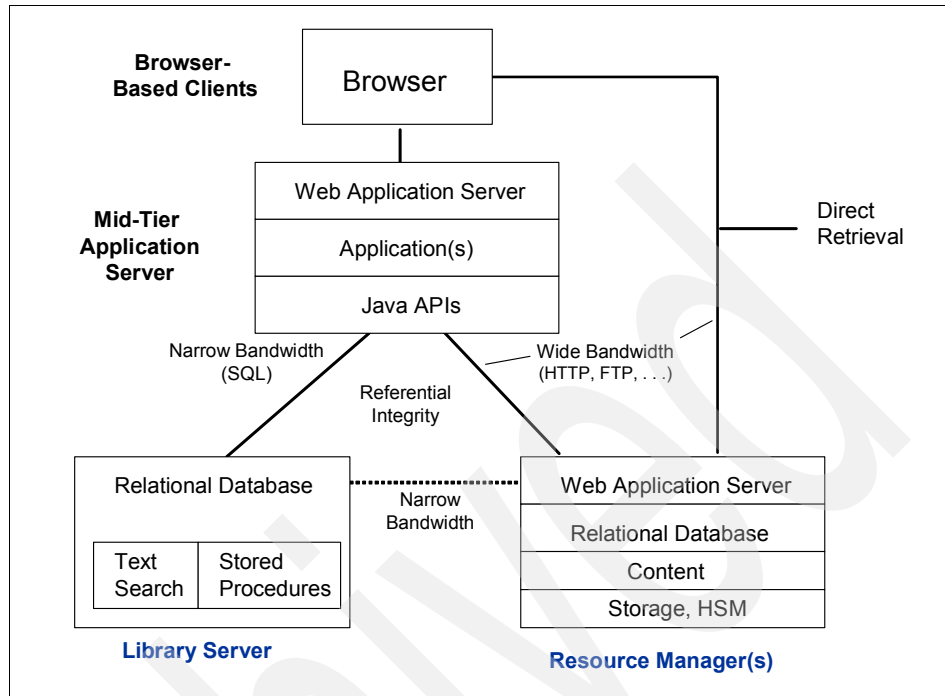 Browser-
Based Clients
Browser
Web Application Server
Mid-Tier
Application
Server
Application(s)
Java APIs
Direct
Retrieval
Narrow Bandwidth
(SQL)
Wide Bandwidth
(HTTP, FTP, . . .)
Referential
Integrity
Relational Database
Narrow
Bandwidth
Text
Search
Stored
Procedures
Library Server
Web Application Server
Relational Database
Content
Storage, HSM
Resource Manager(s)